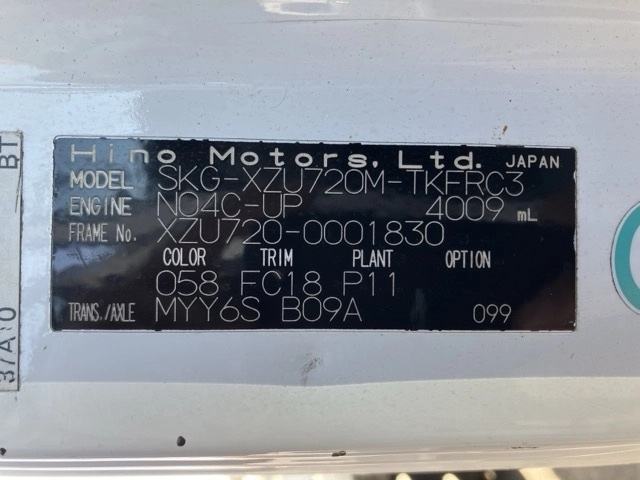 Hino Motors, Ltd. JAPAN
MODEL SKG-XZU720M-TKFRC3
ENGINE N04C-UP 4009 mL
FRAME No. XZU720-0001830
COLOR TRIM PLANT OPTION
058 FC18 P11
TRANS./AXLE MYY6S B09A 099
BT